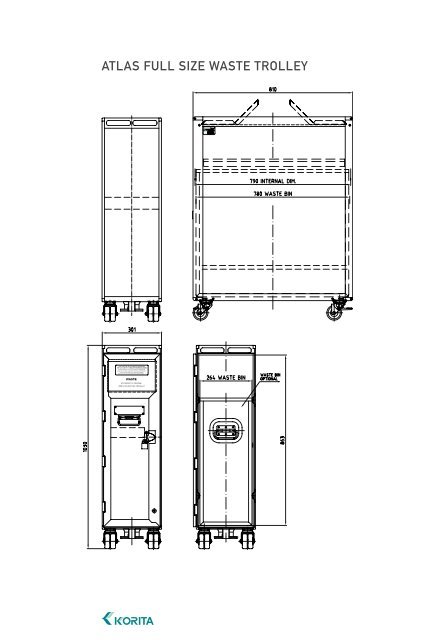 ATLAS FULL SIZE WASTE TROLLEY
810
790 INTERNAL DIM.
780 WASTE BIN
301
WASTE
264 WASTE BIN
WASTE BIN
OPTIONAL
1030
843
KORITA